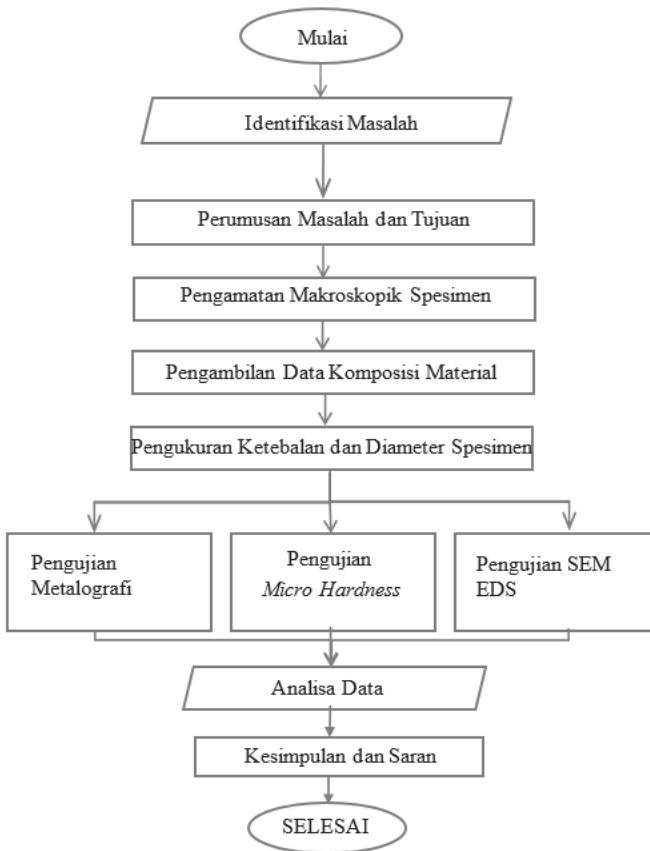 Mulai
Identifikasi Masalah
Perumusan Masalah dan Tujuan
Pengamatan Makroskopik Spesimen
Pengambilan Data Komposisi Material
Pengukuran Ketebalan dan Diameter Spesimen
Pengujian
Metalografi
Pengujian
Micro Hardness
Pengujian SEM
EDS
Analisa Data
Kesimpulan dan Saran
SELESAI